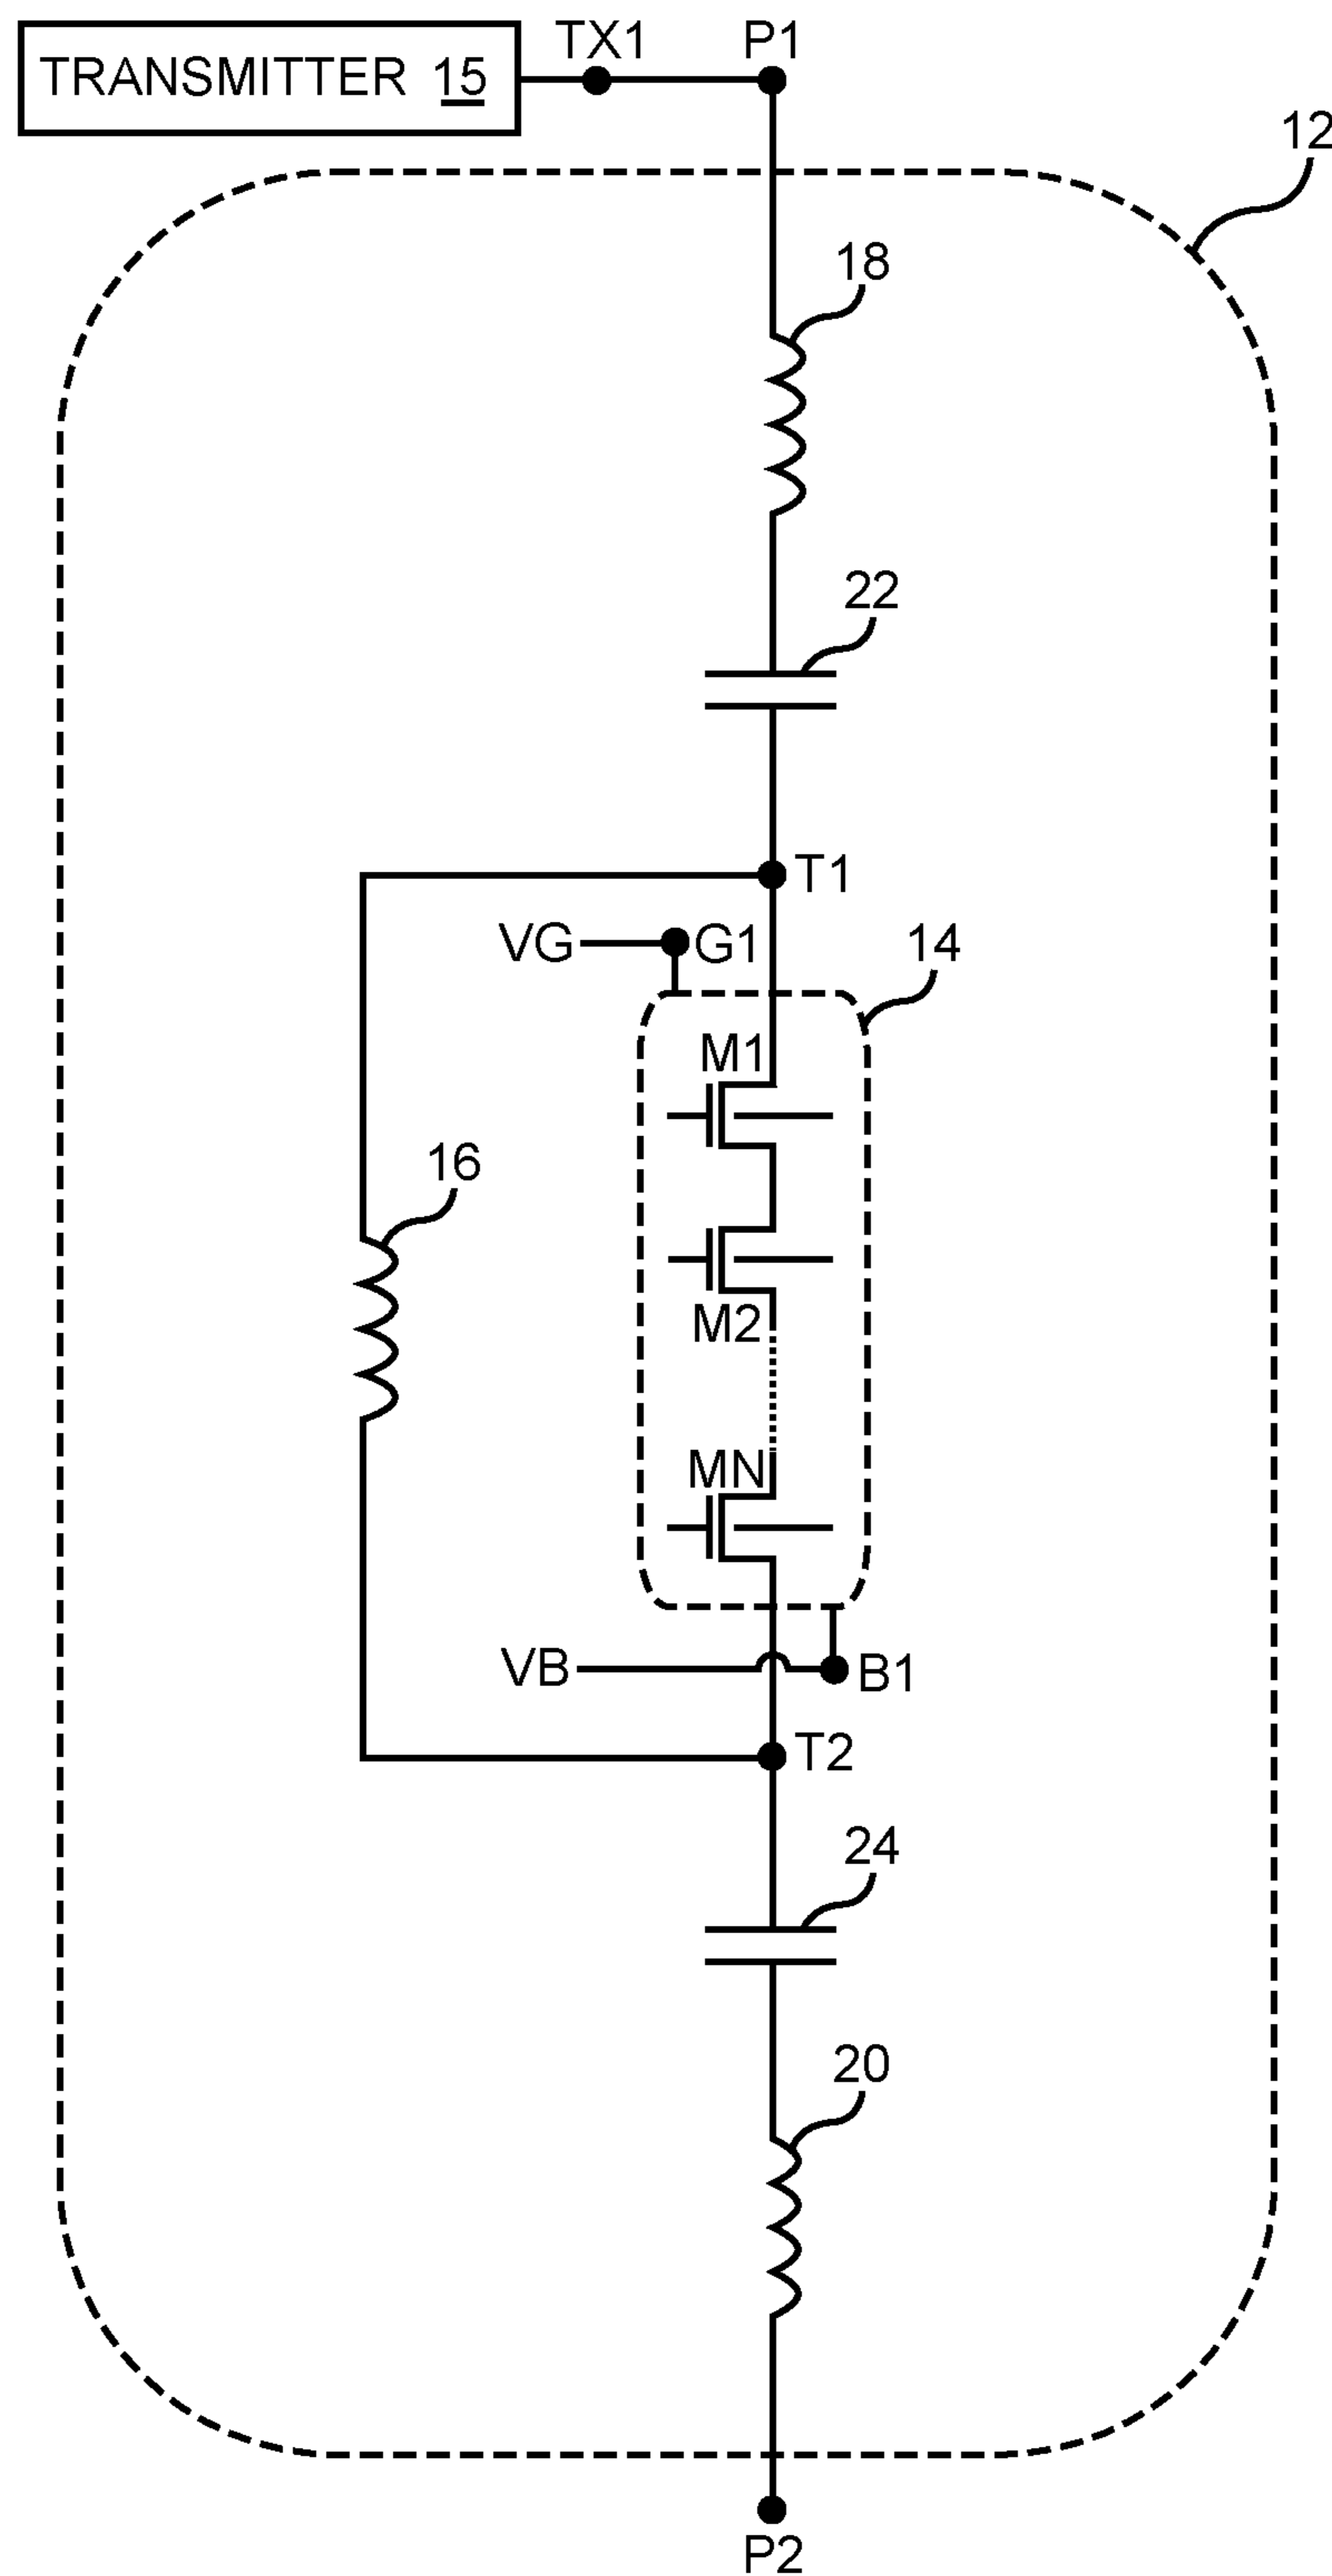 TX1
P1
TRANSMITTER 15
12
18
22
T1
VG
G1
14
M1
16
M2
MN
VB
B1
T2
24
20
P2